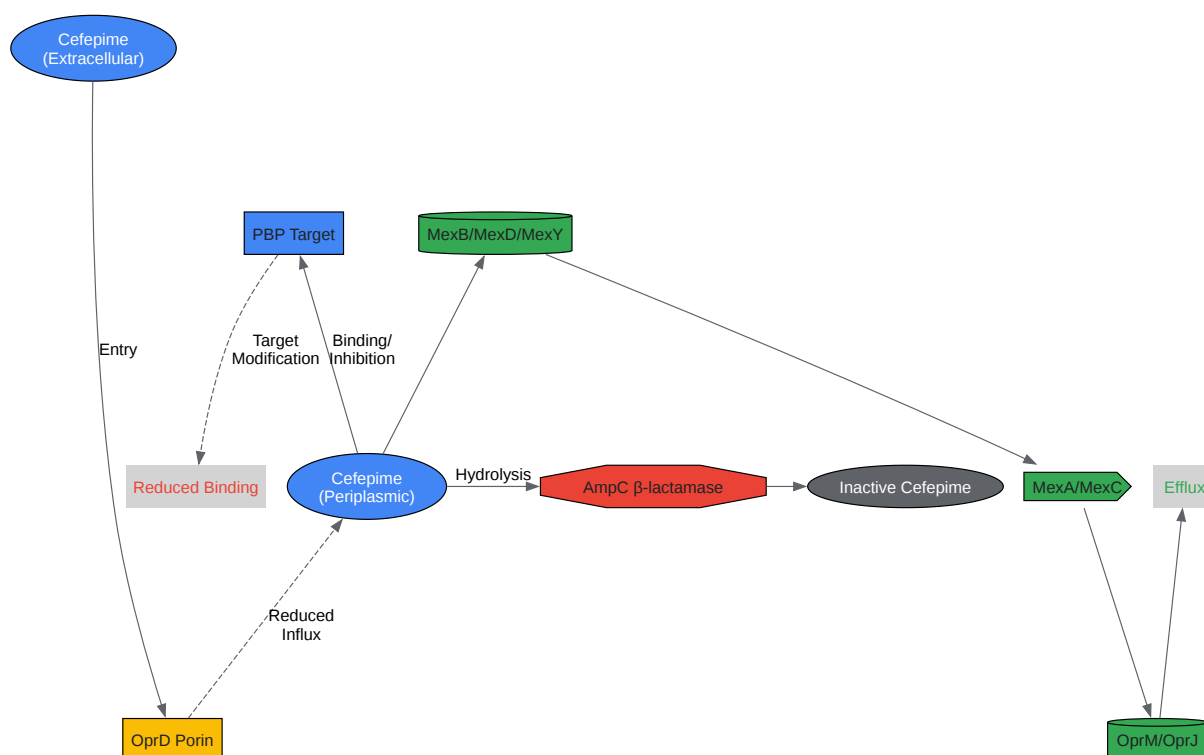 Cefepime
(Extracellular)
PBP Target
MexB/MexD/MexY
Entry
Target
Modification
Binding/
Inhibition
Reduced Binding
Cefepime
(Periplasmic)
Hydrolysis
AmpC β-lactamase
Inactive Cefepime
MexA/MexC
Efflux
Reduced
Influx
OprD Porin
OprM/OprJ